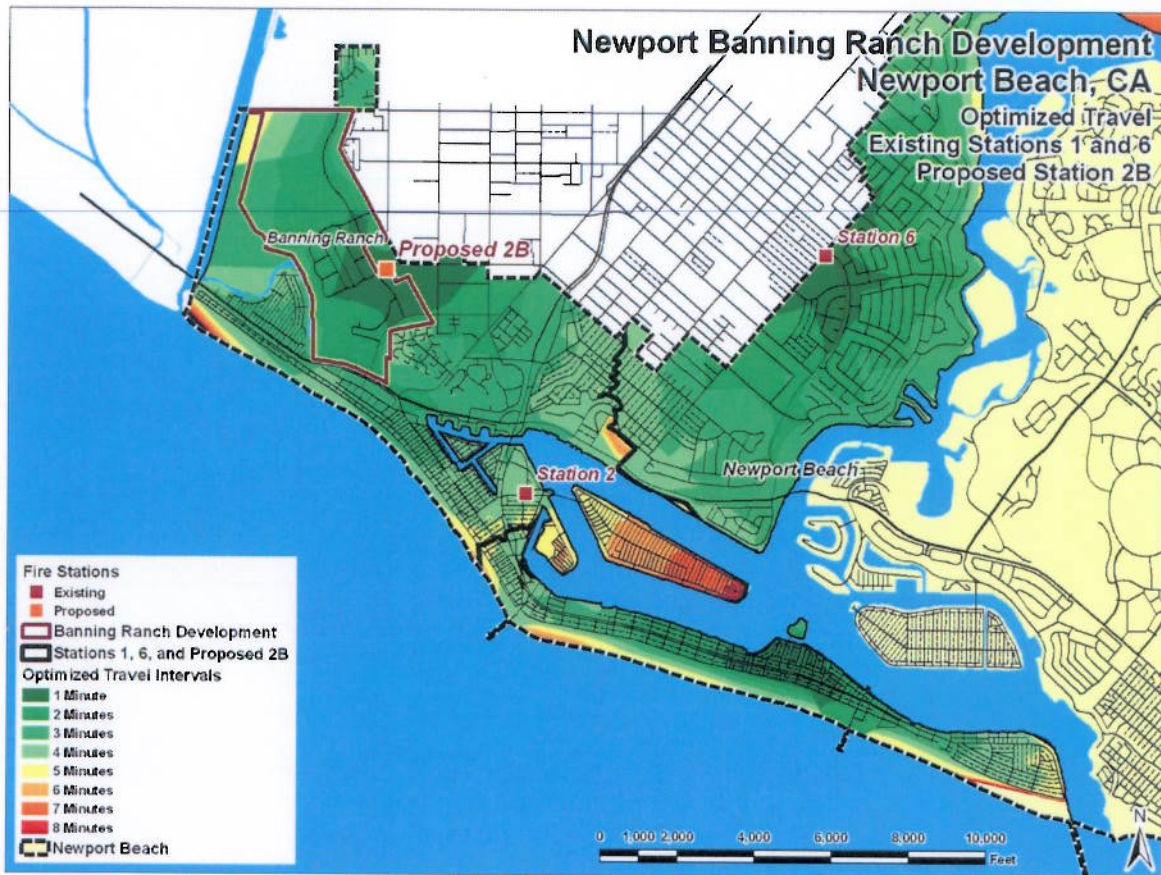 Newport Banning Ranch Development
Newport Beach, CA
Optimized Travel
Existing Stations 1 and 6
Proposed Station 2B
Banning Ranch
Proposed 2B
Station 6
Station 2
Newport Beach
Fire Stations
Existing
Proposed
Banning Ranch Development
Stations 1, 6, and Proposed 2B
Optimized Travel Intervals
1 Minute
2 Minutes
3 Minutes
4 Minutes
5 Minutes
6 Minutes
7 Minutes
8 Minutes
Newport Beach
N
0 1,000 2,000 4,000 6,000 8,000 10,000
Feet